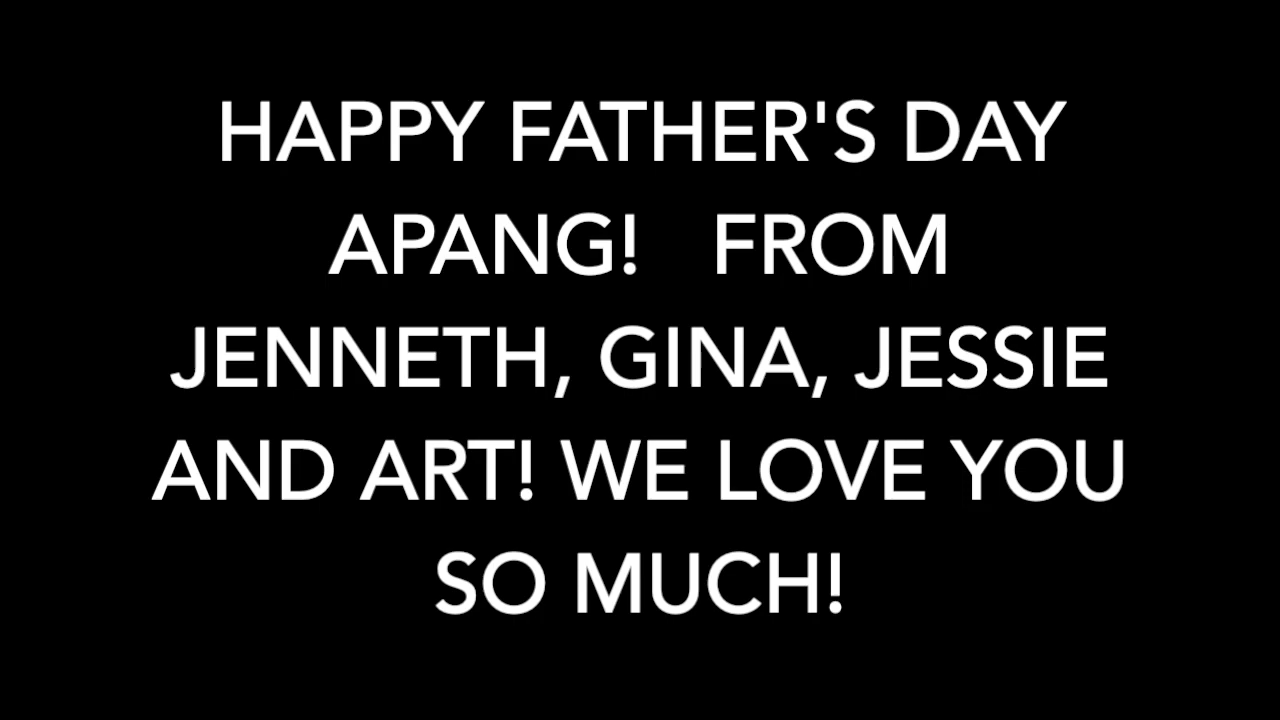 HAPPY FATHER'S DAY
APANG!   FROM
JENNETH, GINA, JESSIE
AND ART! WE LOVE YOU
SO MUCH!